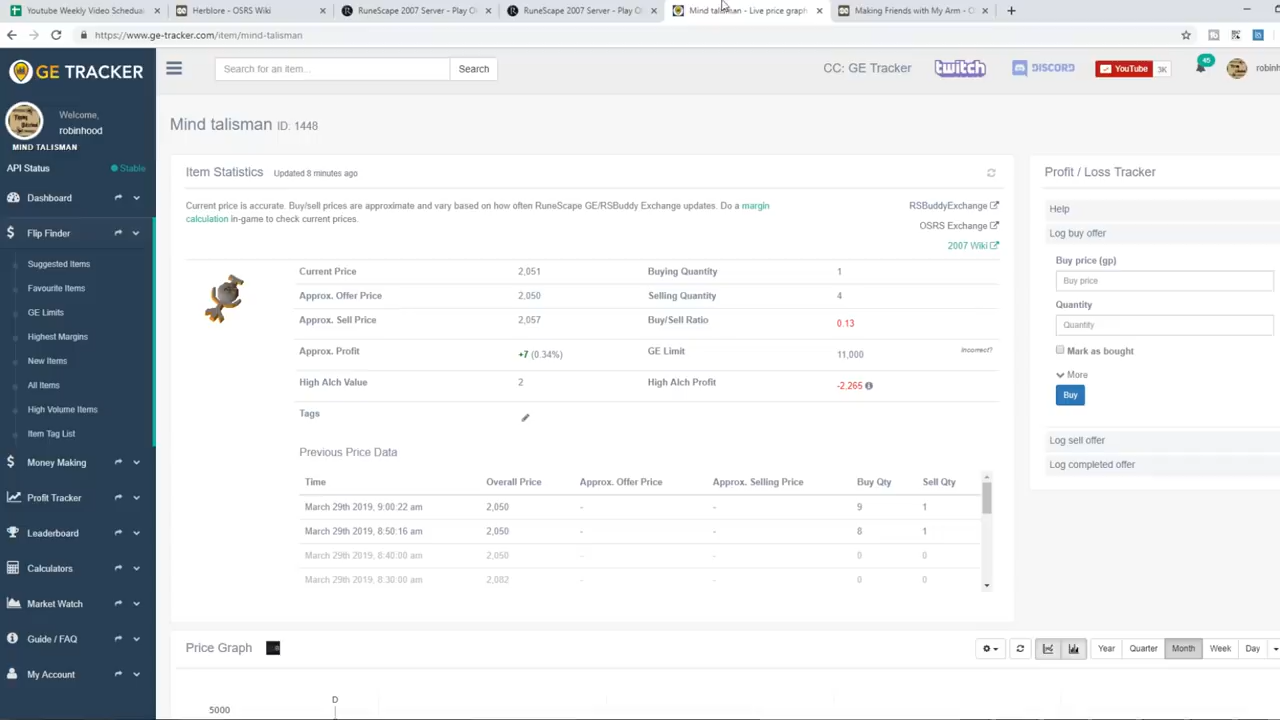 Youtube Weekly Video Schedual
Herblore - OSRS Wiki
RuneScape 2007 Server - Play O
RuneScape 2007 Server - Play O
Mind talisman - Live price graph
Making Friends with My Arm - O
https://www.ge-tracker.com/item/mind-talisman
GE TRACKER
Search for an item...
Search
CC: GE Tracker
twitch
DISCORD
YouTube
3K
45
robinh
Welcome,
robinhood
MIND TALISMAN
API Status
Stable
Dashboard
Flip Finder
Suggested Items
Favourite Items
GE Limits
Highest Margins
New Items
All Items
High Volume Items
Item Tag List
Money Making
Profit Tracker
Leaderboard
Calculators
Market Watch
Guide / FAQ
My Account
Mind talisman ID: 1448
Item Statistics Updated 8 minutes ago
Current price is accurate. Buy/sell prices are approximate and vary based on how often RuneScape GE/RSBuddy Exchange updates. Do a margin
calculation in-game to check current prices.
RSBuddyExchange
OSRS Exchange
2007 Wiki
Current Price 2,051 Buying Quantity 1
Approx. Offer Price 2,050 Selling Quantity 4
Approx. Sell Price 2,057 Buy/Sell Ratio 0.13
Approx. Profit +7 (0.34%) GE Limit 11,000 Incorrect?
High Alch Value 2 High Alch Profit -2,265
Tags
Previous Price Data
Time Overall Price Approx. Offer Price Approx. Selling Price Buy Qty Sell Qty
March 29th 2019, 9:00:22 am 2,050 - - 9 1
March 29th 2019, 8:50:16 am 2,050 - - 8 1
March 29th 2019, 8:40:00 am 2,050 - - 0 0
March 29th 2019, 8:30:00 am 2,082 - - 0 0
Profit / Loss Tracker
Help
Log buy offer
Buy price (gp)
Buy price
Quantity
Quantity
Mark as bought
More
Buy
Log sell offer
Log completed offer
Price Graph
Year Quarter Month Week Day
D
5000